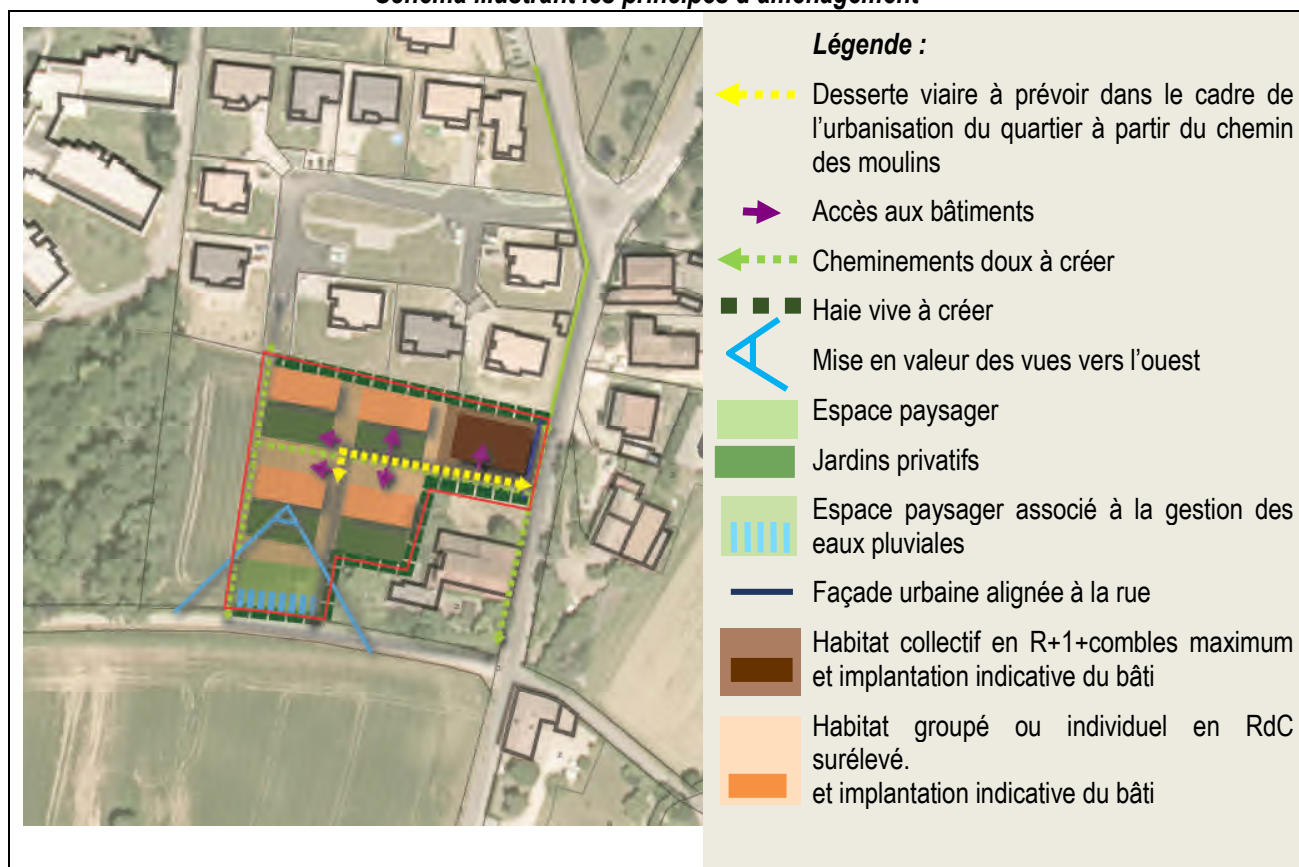 Schéma illustrant les principes d'aménagement
Légende :
Desserte viaire à prévoir dans le cadre de
l'urbanisation du quartier à partir du chemin
des moulins
Accès aux bâtiments
Cheminements doux à créer
Haie vive à créer
Mise en valeur des vues vers l'ouest
Espace paysager
Jardins privatifs
Espace paysager associé à la gestion des
eaux pluviales
Façade urbaine alignée à la rue
Habitat collectif en R+1+combles maximum
et implantation indicative du bâti
Habitat groupé ou individuel en RdC
surélevé.
et implantation indicative du bâti